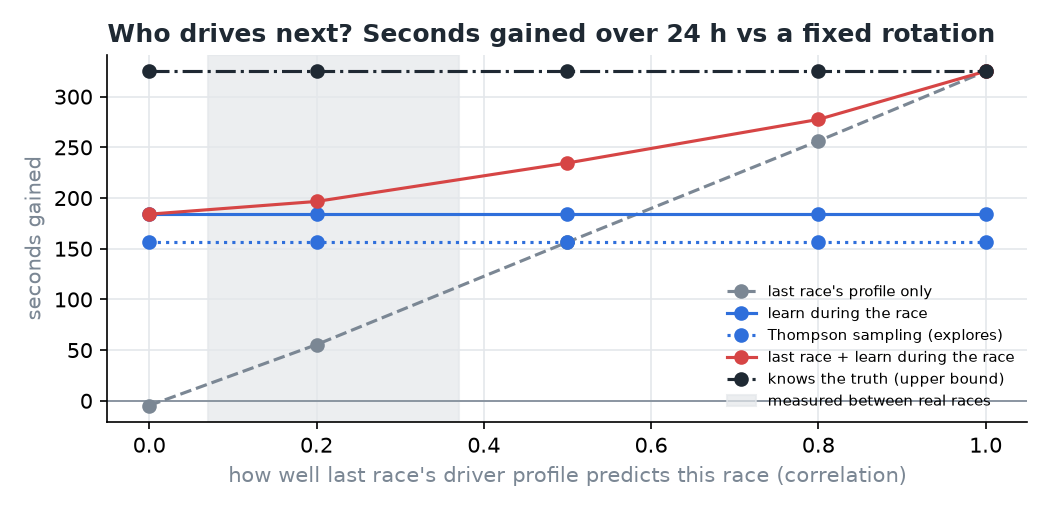 Who drives next? Seconds gained over 24 h vs a fixed rotation
seconds gained
300
250
200
150
100
50
0
last race's profile only
learn during the race
Thompson sampling (explores)
last race + learn during the race
knows the truth (upper bound)
measured between real races
0.0 0.2 0.4 0.6 0.8 1.0
how well last race's driver profile predicts this race (correlation)